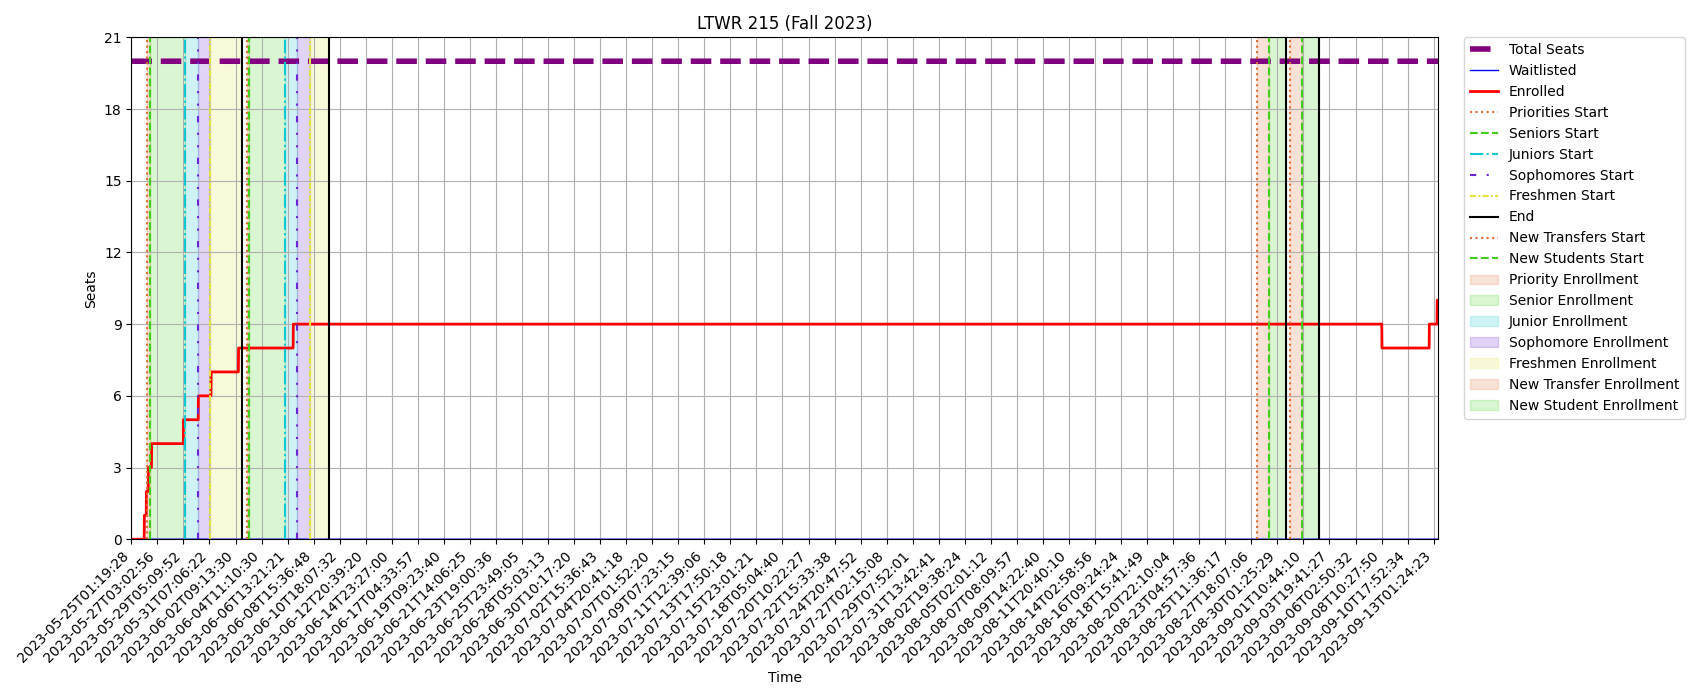 LTWR 215 (Fall 2023)
21
18
15
12
9
6
3
0
Seats
2023-05-25T01:19:28
2023-05-27T03:02:56
2023-05-29T05:09:52
2023-05-31T07:06:22
2023-06-02T09:13:30
2023-06-04T11:10:30
2023-06-06T13:21:21
2023-06-08T15:36:48
2023-06-10T18:07:32
2023-06-12T20:39:20
2023-06-14T23:27:00
2023-06-17T04:33:57
2023-06-19T09:23:40
2023-06-21T14:06:25
2023-06-23T19:00:36
2023-06-25T23:49:05
2023-06-28T05:03:13
2023-06-30T10:17:20
2023-07-02T15:36:43
2023-07-04T20:41:18
2023-07-07T01:52:20
2023-07-09T07:23:15
2023-07-11T12:39:06
2023-07-13T17:50:18
2023-07-15T23:01:21
2023-07-18T05:04:40
2023-07-20T10:22:27
2023-07-22T15:33:38
2023-07-24T20:47:52
2023-07-27T02:15:08
2023-07-29T07:52:01
2023-07-31T13:42:41
2023-08-02T19:38:24
2023-08-05T02:01:12
2023-08-07T08:09:57
2023-08-09T14:22:40
2023-08-11T20:40:10
2023-08-14T02:58:56
2023-08-16T09:24:24
2023-08-18T15:41:49
2023-08-20T22:10:04
2023-08-23T04:57:36
2023-08-25T11:36:17
2023-08-27T18:07:06
2023-08-30T01:25:29
2023-09-01T10:44:10
2023-09-03T19:41:27
2023-09-06T02:50:32
2023-09-08T10:27:50
2023-09-10T17:52:34
2023-09-13T01:24:23
Time
Total Seats
Waitlisted
Enrolled
Priorities Start
Seniors Start
Juniors Start
Sophomores Start
Freshmen Start
End
New Transfers Start
New Students Start
Priority Enrollment
Senior Enrollment
Junior Enrollment
Sophomore Enrollment
Freshmen Enrollment
New Transfer Enrollment
New Student Enrollment